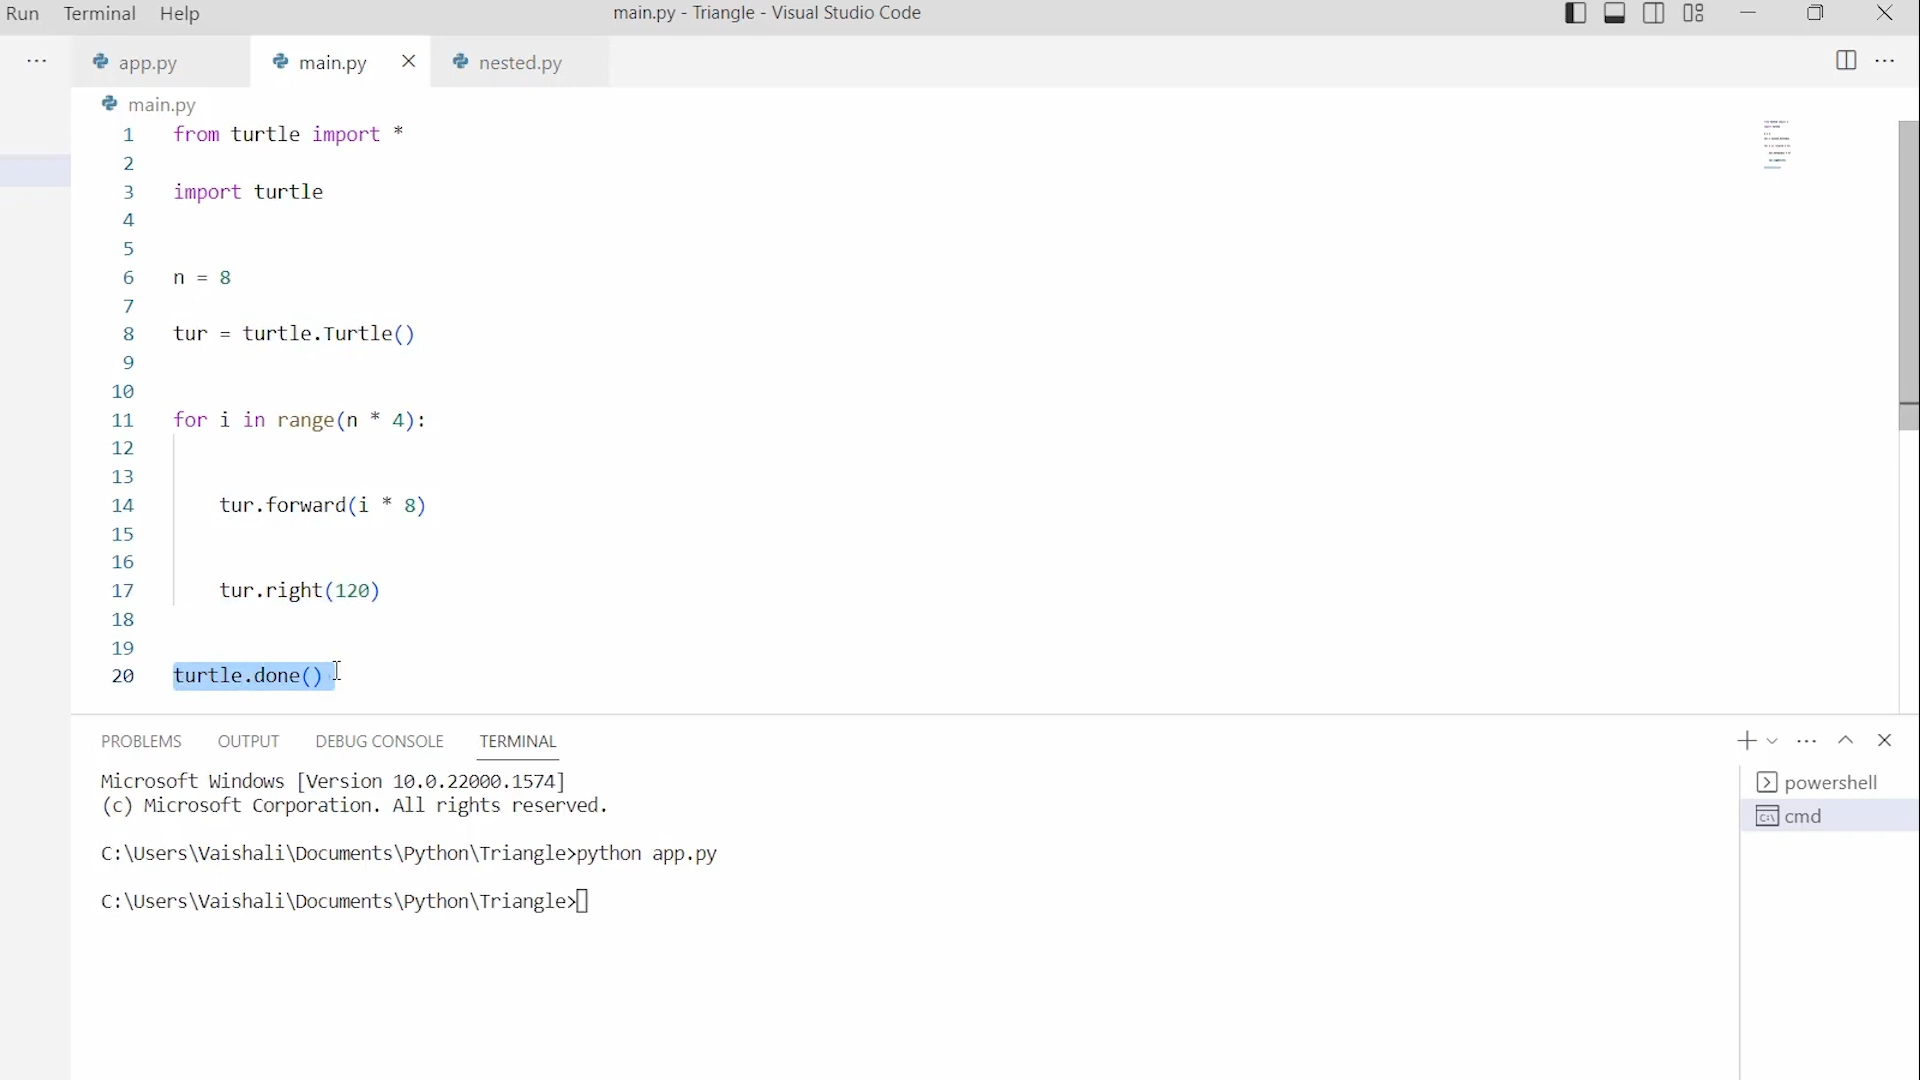 Run Terminal Help main.py - Triangle - Visual Studio Code
app.py main.py nested.py
main.py
1 from turtle import *
2
3 import turtle
4
5
6 n = 8
7
8 tur = turtle.Turtle()
9
10
11 for i in range(n * 4):
12
13
14 tur.forward(i * 8)
15
16
17 tur.right(120)
18
19
20 turtle.done()
PROBLEMS OUTPUT DEBUG CONSOLE TERMINAL
Microsoft Windows [Version 10.0.22000.1574]
(c) Microsoft Corporation. All rights reserved.
C:\Users\Vaishali\Documents\Python\Triangle>python app.py
C:\Users\Vaishali\Documents\Python\Triangle>
powershell
cmd